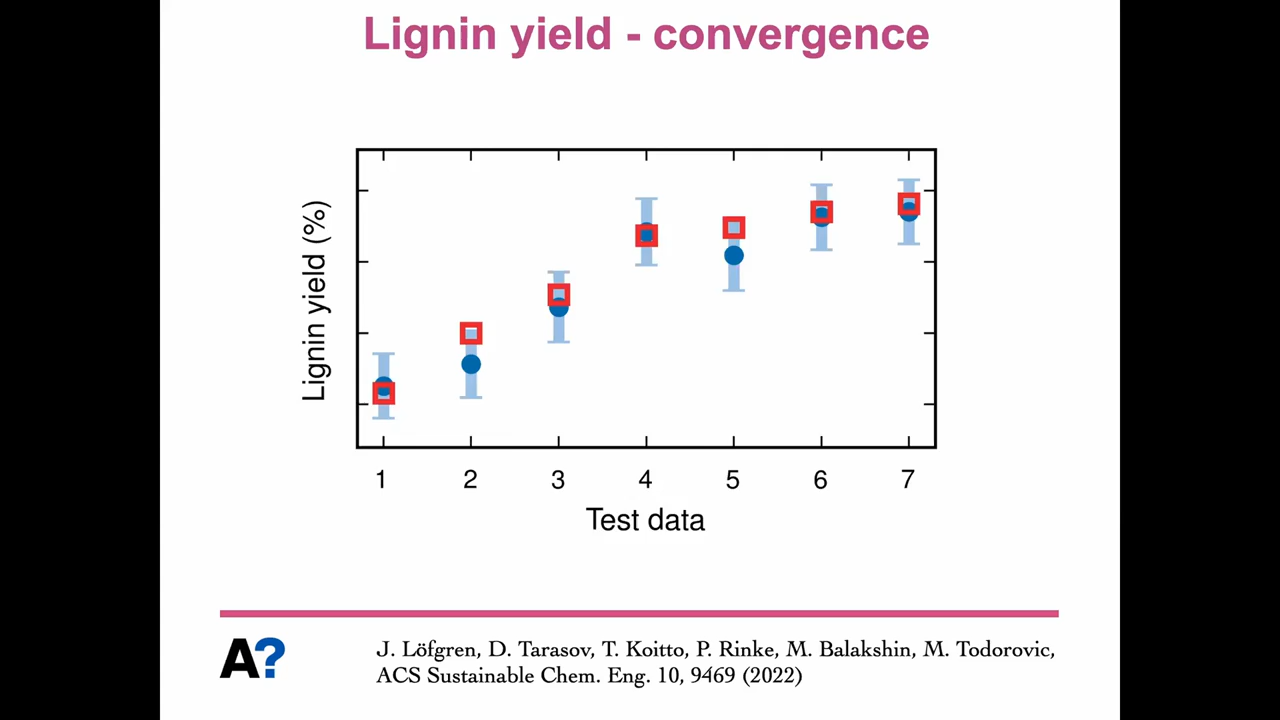 Lignin yield - convergence
Lignin yield (%)
1 2 3 4 5 6 7
Test data
A?
J. Löfgren, D. Tarasov, T. Koitto, P. Rinke, M. Balakshin, M. Todorovic,
ACS Sustainable Chem. Eng. 10, 9469 (2022)